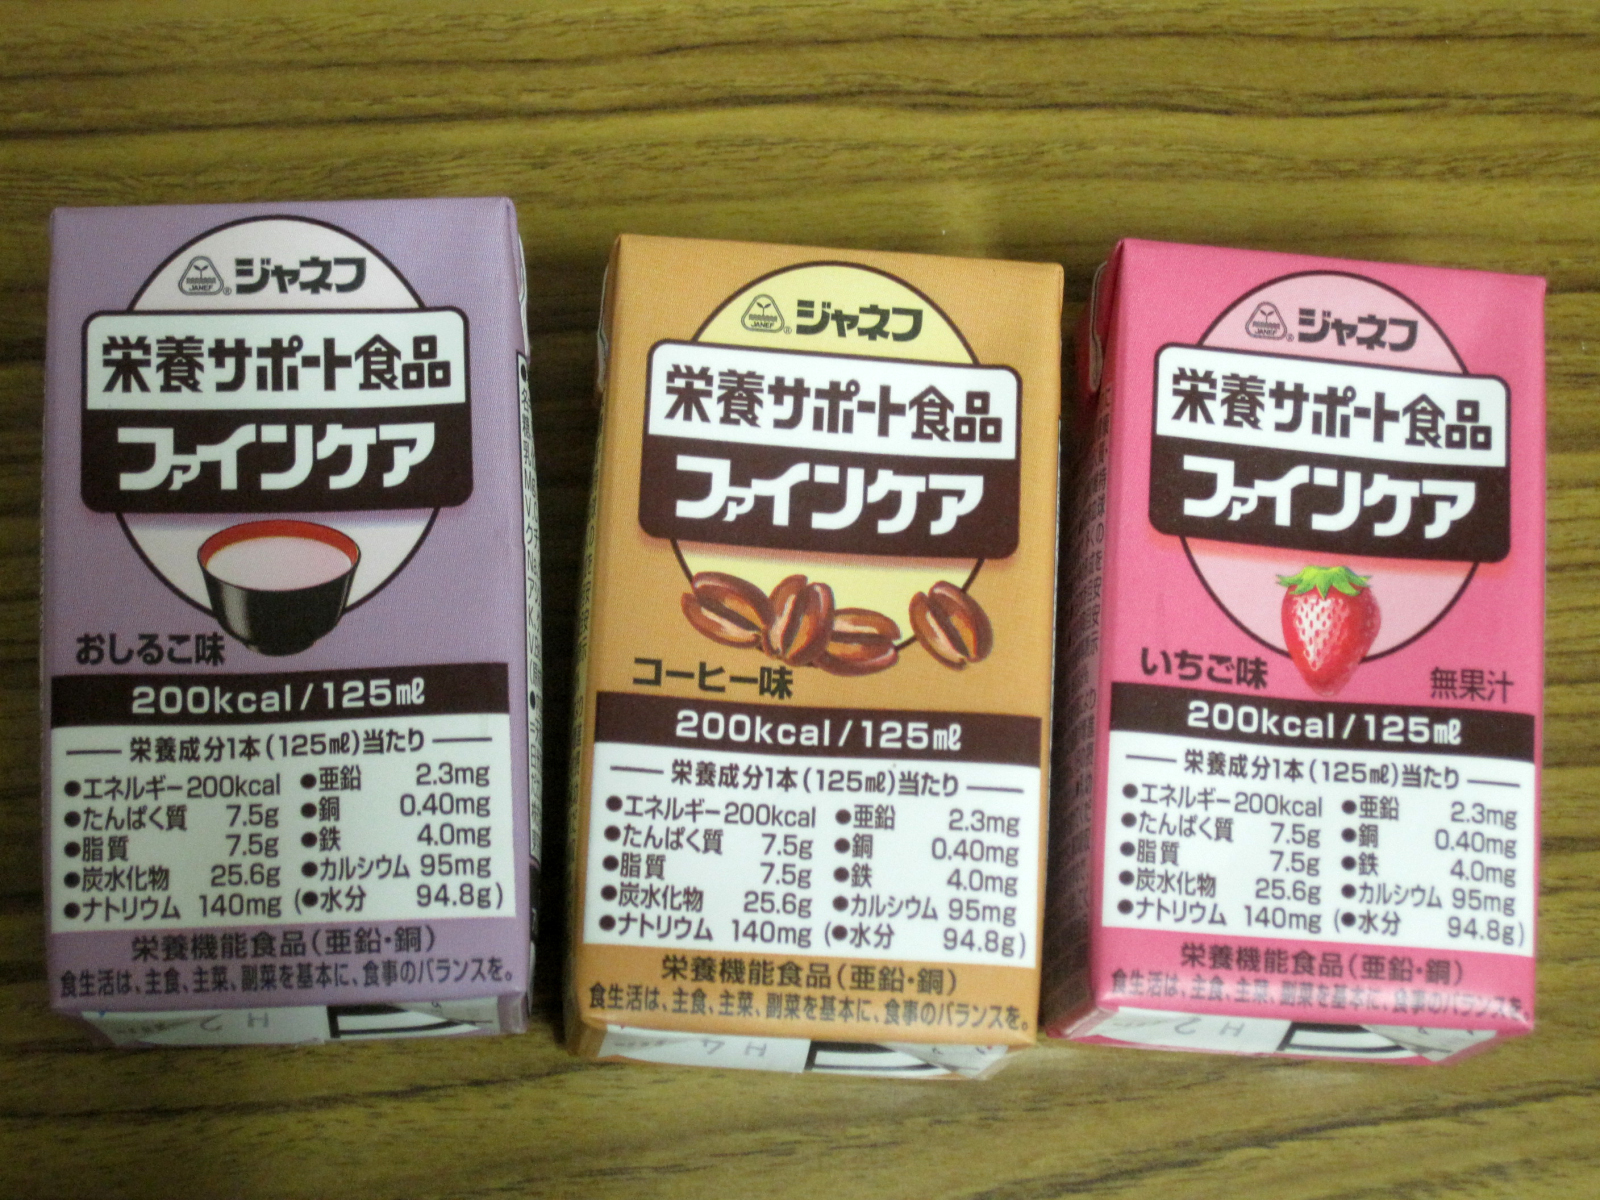 JANEF
® ジャネフ
栄養サポート食品
ファインケア
おしるこ味
200kcal/125㎖
栄養成分1本(125㎖)当たり
●エネルギー200kcal ●亜鉛 2.3mg
●たんぱく質 7.5g ●銅 0.40mg
●脂質 7.5g ●鉄 4.0mg
●炭水化物 25.6g ●カルシウム 95mg
●ナトリウム 140mg (●水分 94.8g)
栄養機能食品(亜鉛・銅)
食生活は、主食、主菜、副菜を基本に、食事のバランスを。
H 2
JANEF
® ジャネフ
栄養サポート食品
ファインケア
コーヒー味
200kcal/125㎖
栄養成分1本(125㎖)当たり
●エネルギー200kcal ●亜鉛 2.3mg
●たんぱく質 7.5g ●銅 0.40mg
●脂質 7.5g ●鉄 4.0mg
●炭水化物 25.6g ●カルシウム 95mg
●ナトリウム 140mg (●水分 94.8g)
栄養機能食品(亜鉛・銅)
食生活は、主食、主菜、副菜を基本に、食事のバランスを。
H 4
JANEF
® ジャネフ
栄養サポート食品
ファインケア
いちご味
無果汁
200kcal/125㎖
栄養成分1本(125㎖)当たり
●エネルギー200kcal ●亜鉛 2.3mg
●たんぱく質 7.5g ●銅 0.40mg
●脂質 7.5g ●鉄 4.0mg
●炭水化物 25.6g ●カルシウム 95mg
●ナトリウム 140mg (●水分 94.8g)
栄養機能食品(亜鉛・銅)
食生活は、主食、主菜、副菜を基本に、食事のバランスを。
H 2